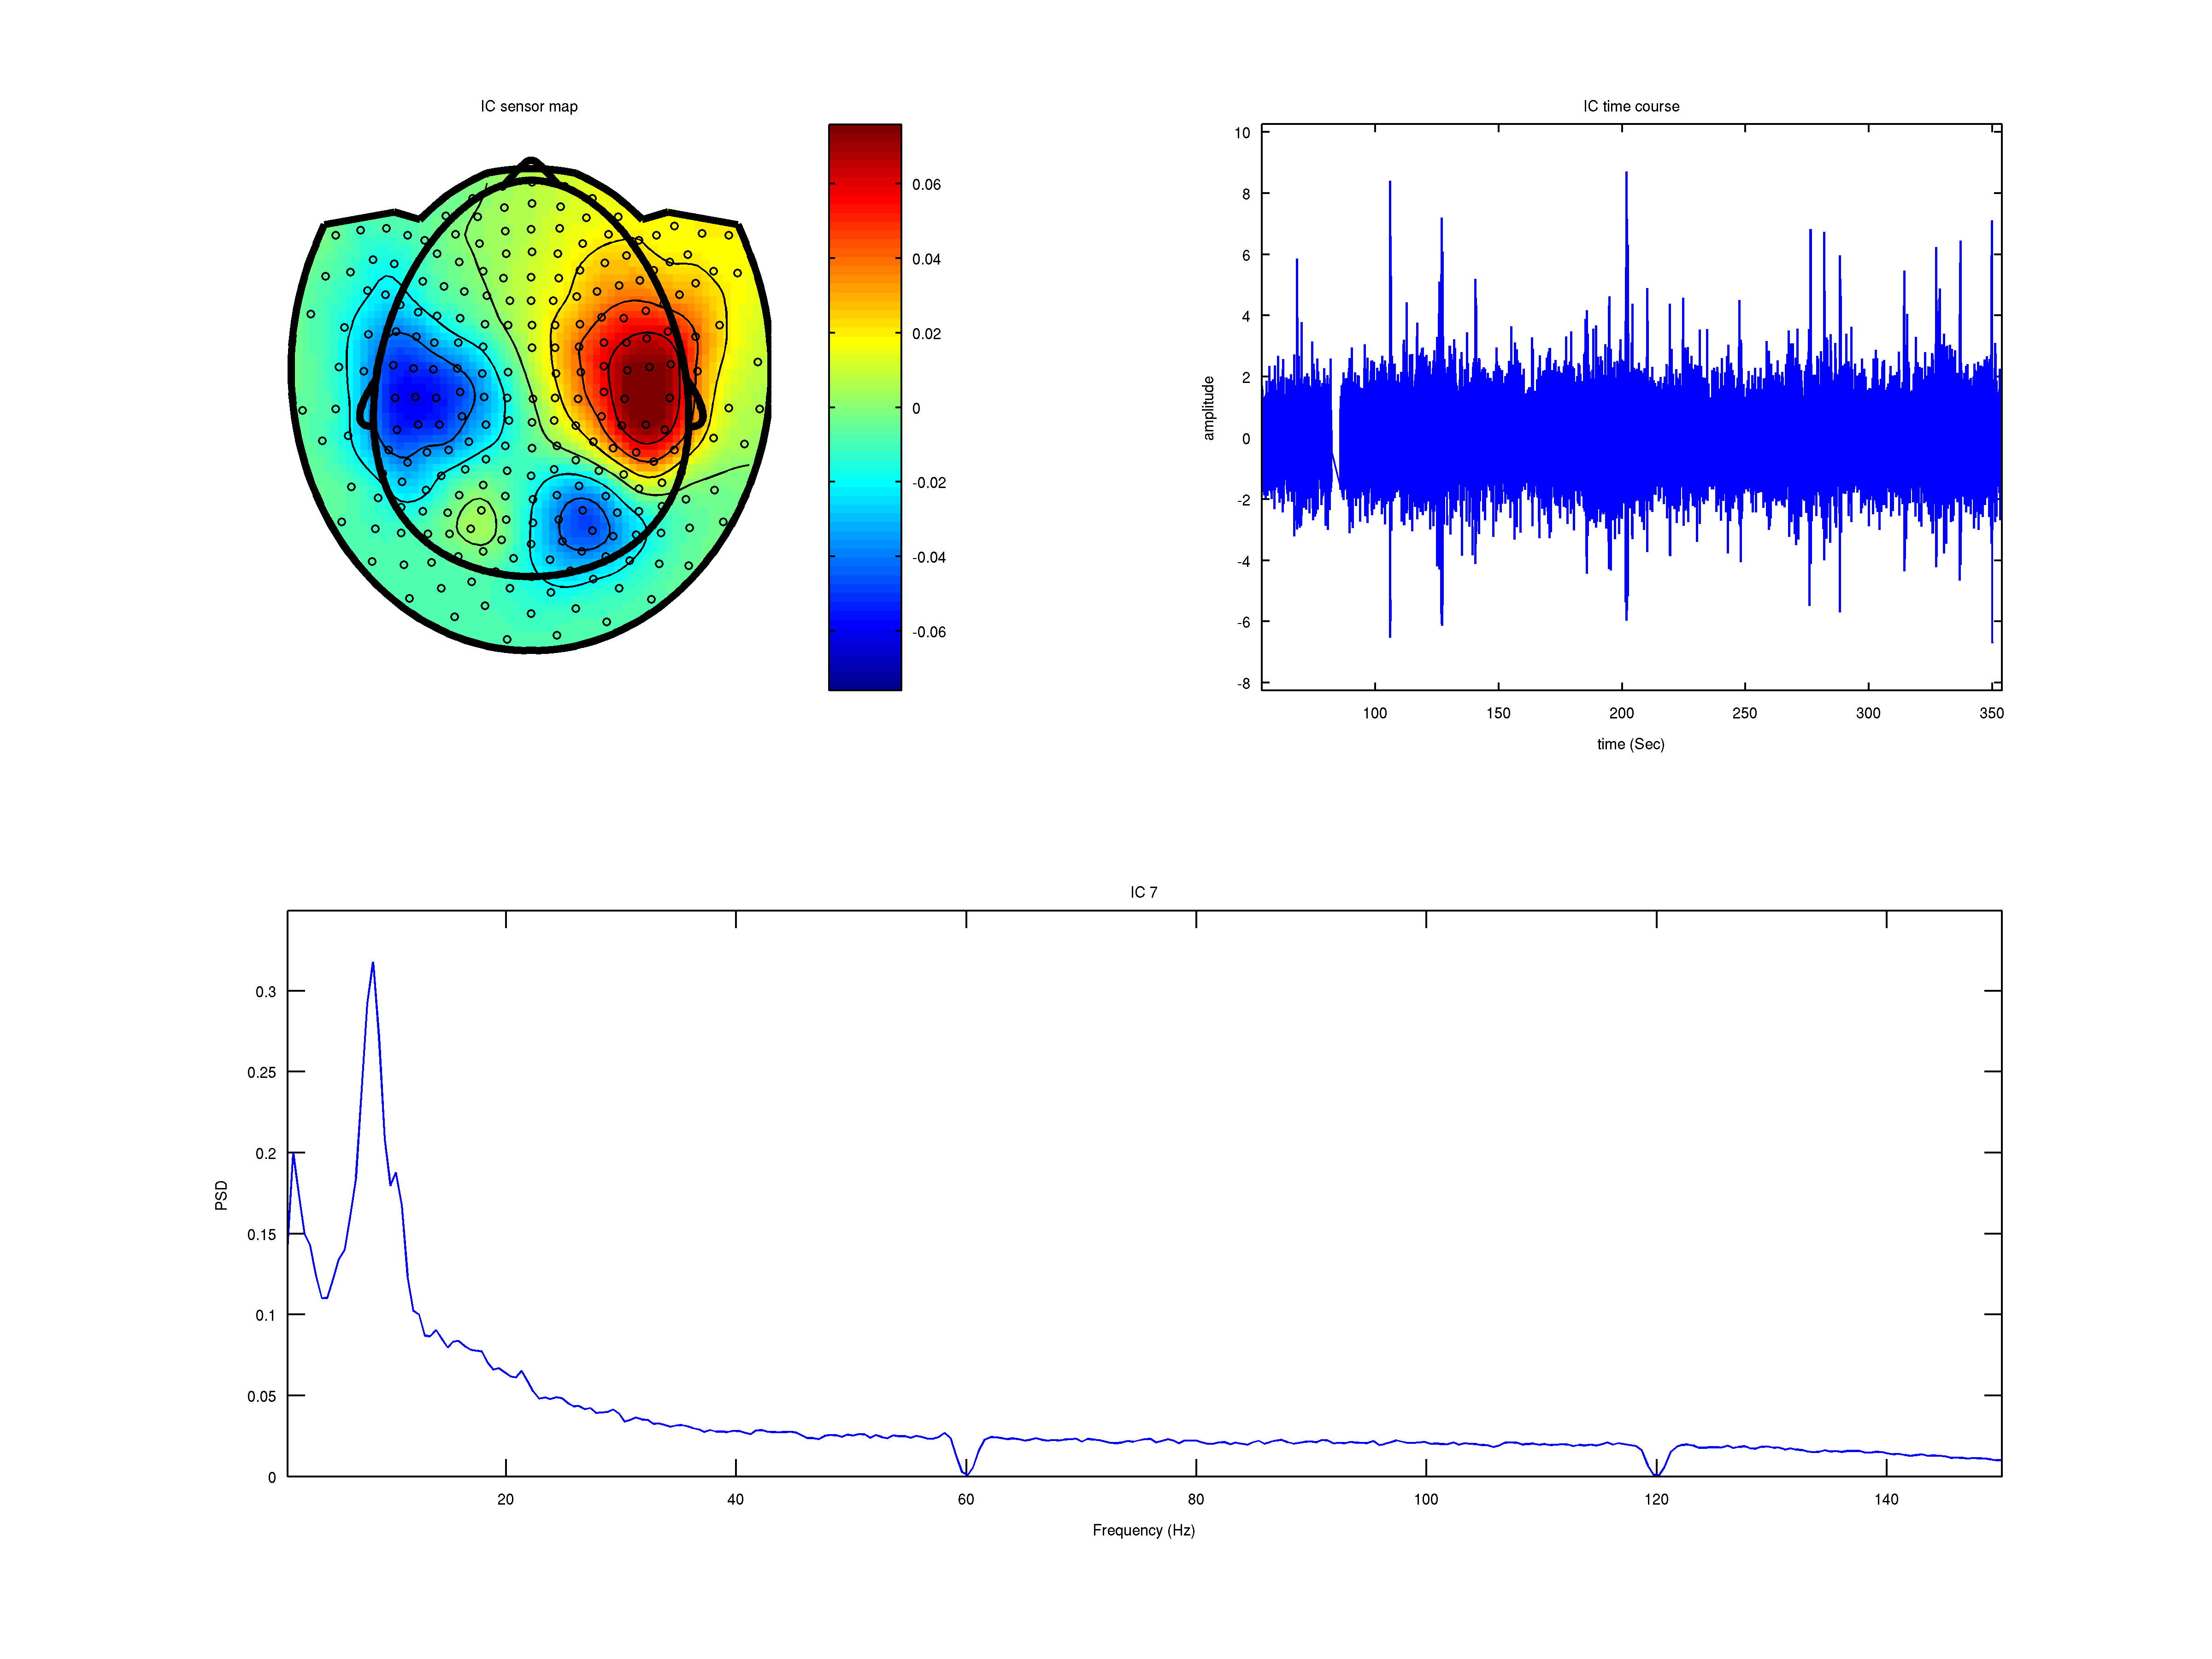 IC sensor map
0.06
0.04
0.02
0
-0.02
-0.04
-0.06
IC time course
10
8
6
4
2
0
-2
-4
-6
-8
amplitude
100 150 200 250 300 350
time (Sec)
IC 7
0.3
0.25
0.2
0.15
0.1
0.05
0
PSD
20 40 60 80 100 120 140
Frequency (Hz)